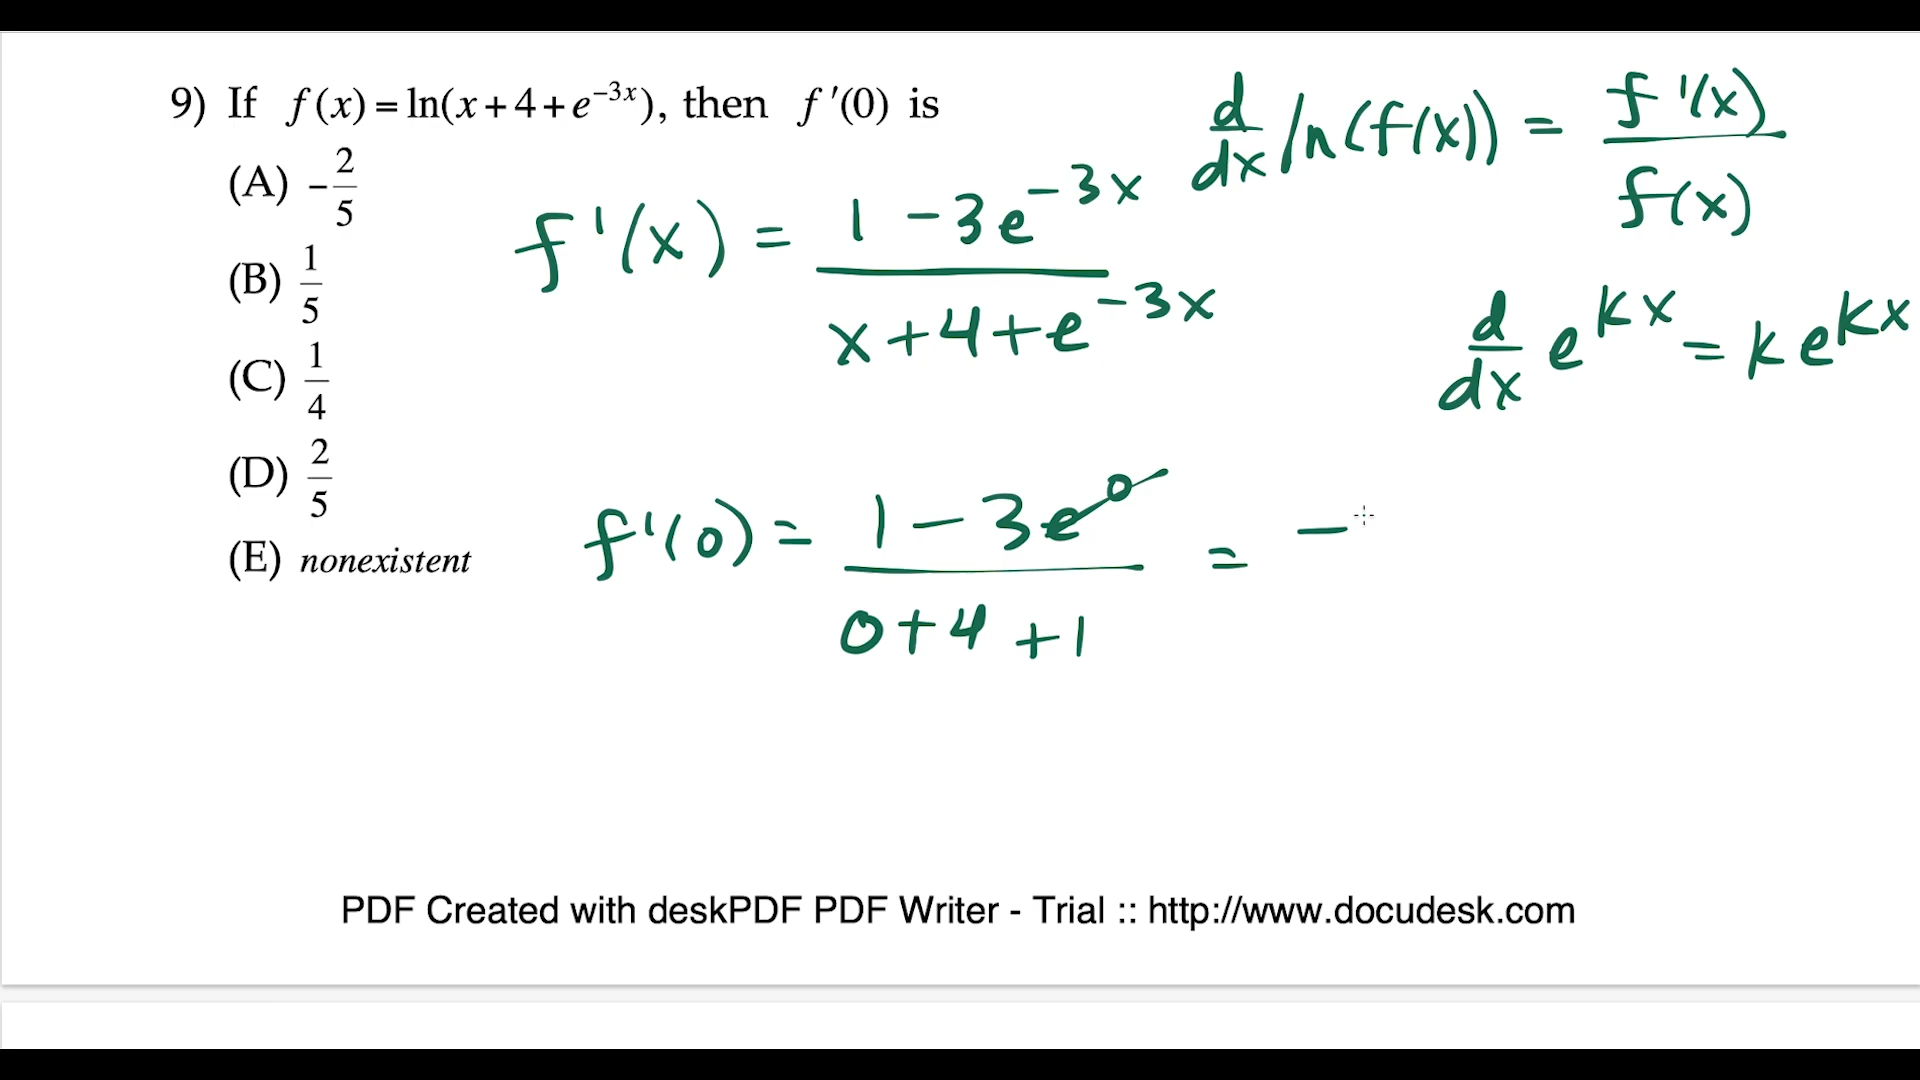 9) If f(x)=ln(x+4+e⁻³ˣ), then f'(0) is
(A) -2/5
(B) 1/5
(C) 1/4
(D) 2/5
(E) nonexistent
d/dx ln(f(x)) = f'(x)/f(x)
f'(x) = (1-3e^(-3x))/(x+4+e^(-3x))
d/dx e^(kx) = ke^(kx)
f'(0) = (1-3e^0)/(0+4+1) = -
PDF Created with deskPDF PDF Writer - Trial :: http://www.docudesk.com